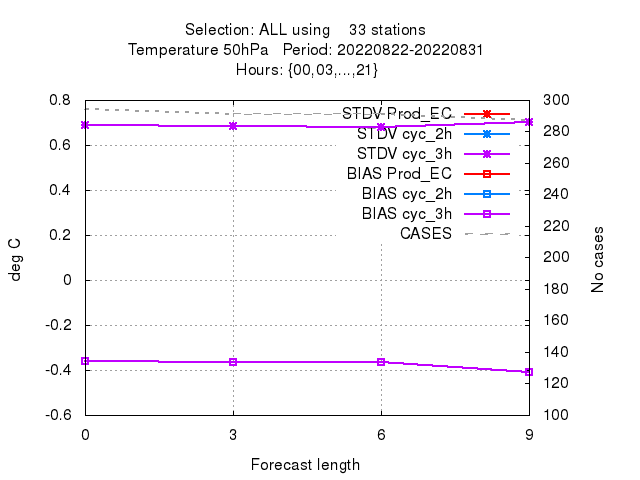 Selection: ALL using 33 stations
Temperature 50hPa Period: 20220822-20220831
Hours: {00,03,...,21}
0.8
0.6
0.4
0.2
0
-0.2
-0.4
-0.6
deg C
STDV Prod_EC
STDV cyc_2h
STDV cyc_3h
BIAS Prod_EC
BIAS cyc_2h
BIAS cyc_3h
CASES
300
280
260
240
220
200
180
160
140
120
100
No cases
0 3 6 9
Forecast length